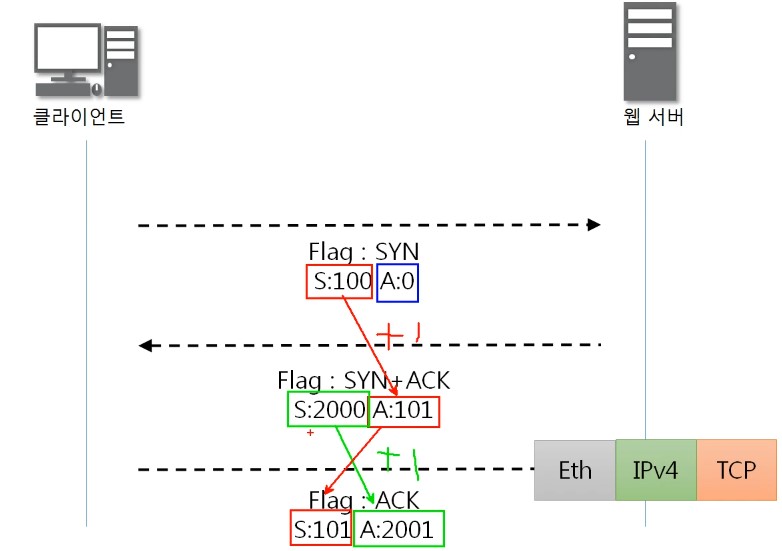 클라이언트
웹 서버
Flag : SYN
S:100 A:0
+1
Flag : SYN+ACK
S:2000 A:101
+1
Eth IPv4 TCP
Flag : ACK
S:101 A:2001